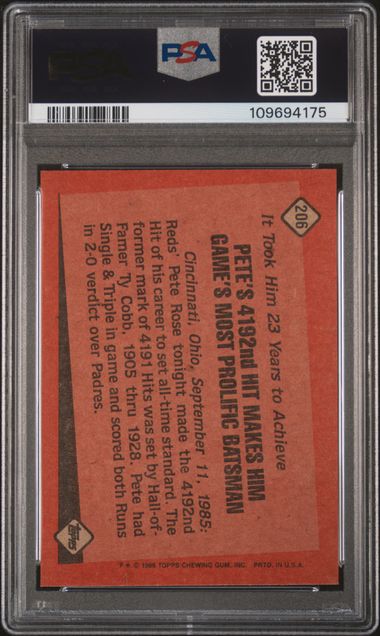 PSA
PSA
109694175
206
It Took Him 23 Years to Achieve
PETE'S 4192nd HIT MAKES HIM
GAME'S MOST PROLIFIC BATSMAN
Cincinnati, Ohio, September 11, 1985:
Reds' Pete Rose tonight made the 4192nd
Hit of his career to set all-time standard. The
former mark of 4191 Hits was set by Hall-of-
Famer Ty Cobb, 1905 thru 1928. Pete had
Single & Triple in game and scored both Runs
in 2-0 verdict over Padres.
topps
F★ © 1986 TOPPS CHEWING GUM, INC. PRTD. IN U.S.A.